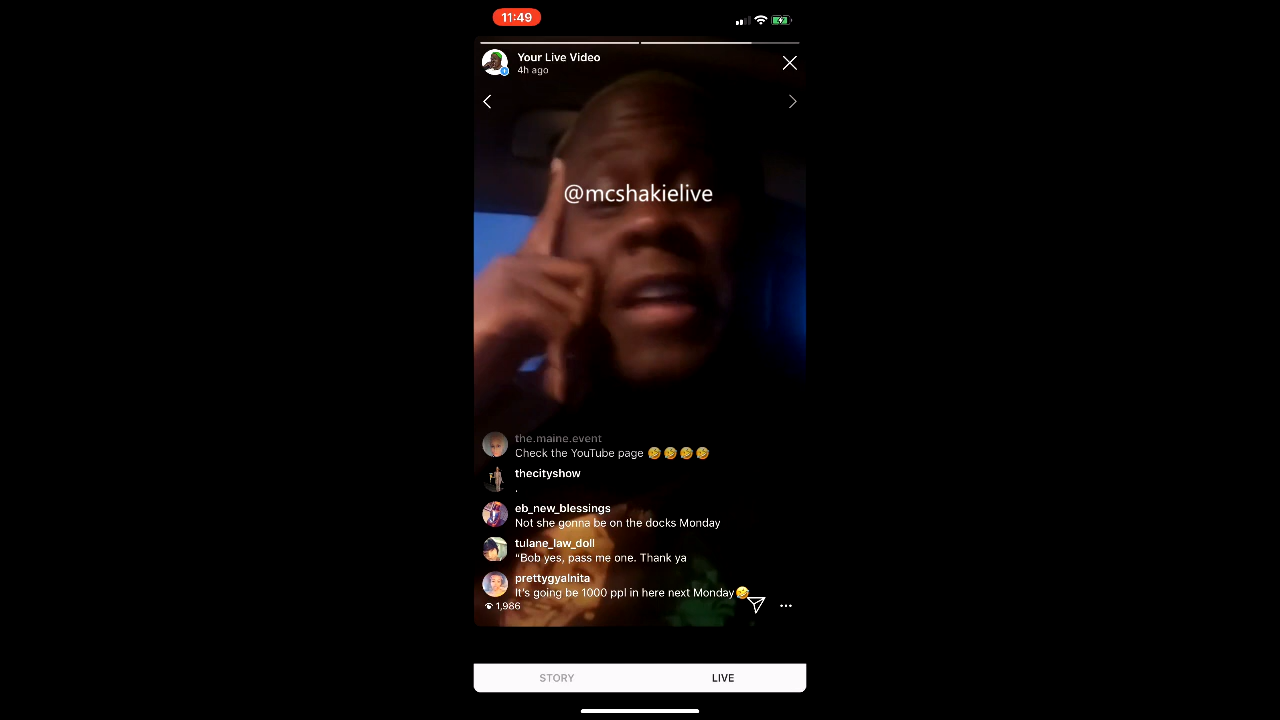 11:49
Your Live Video
4h ago
@mcshakielive
the.maine.event
Check the YouTube page 🤣🤣🤣🤣
thecityshow
.
eb_new_blessings
Not she gonna be on the docks Monday
tulane_law_doll
"Bob yes, pass me one. Thank ya
prettygyalnita
It's going be 1000 ppl in here next Monday🤣
1,986
STORY
LIVE